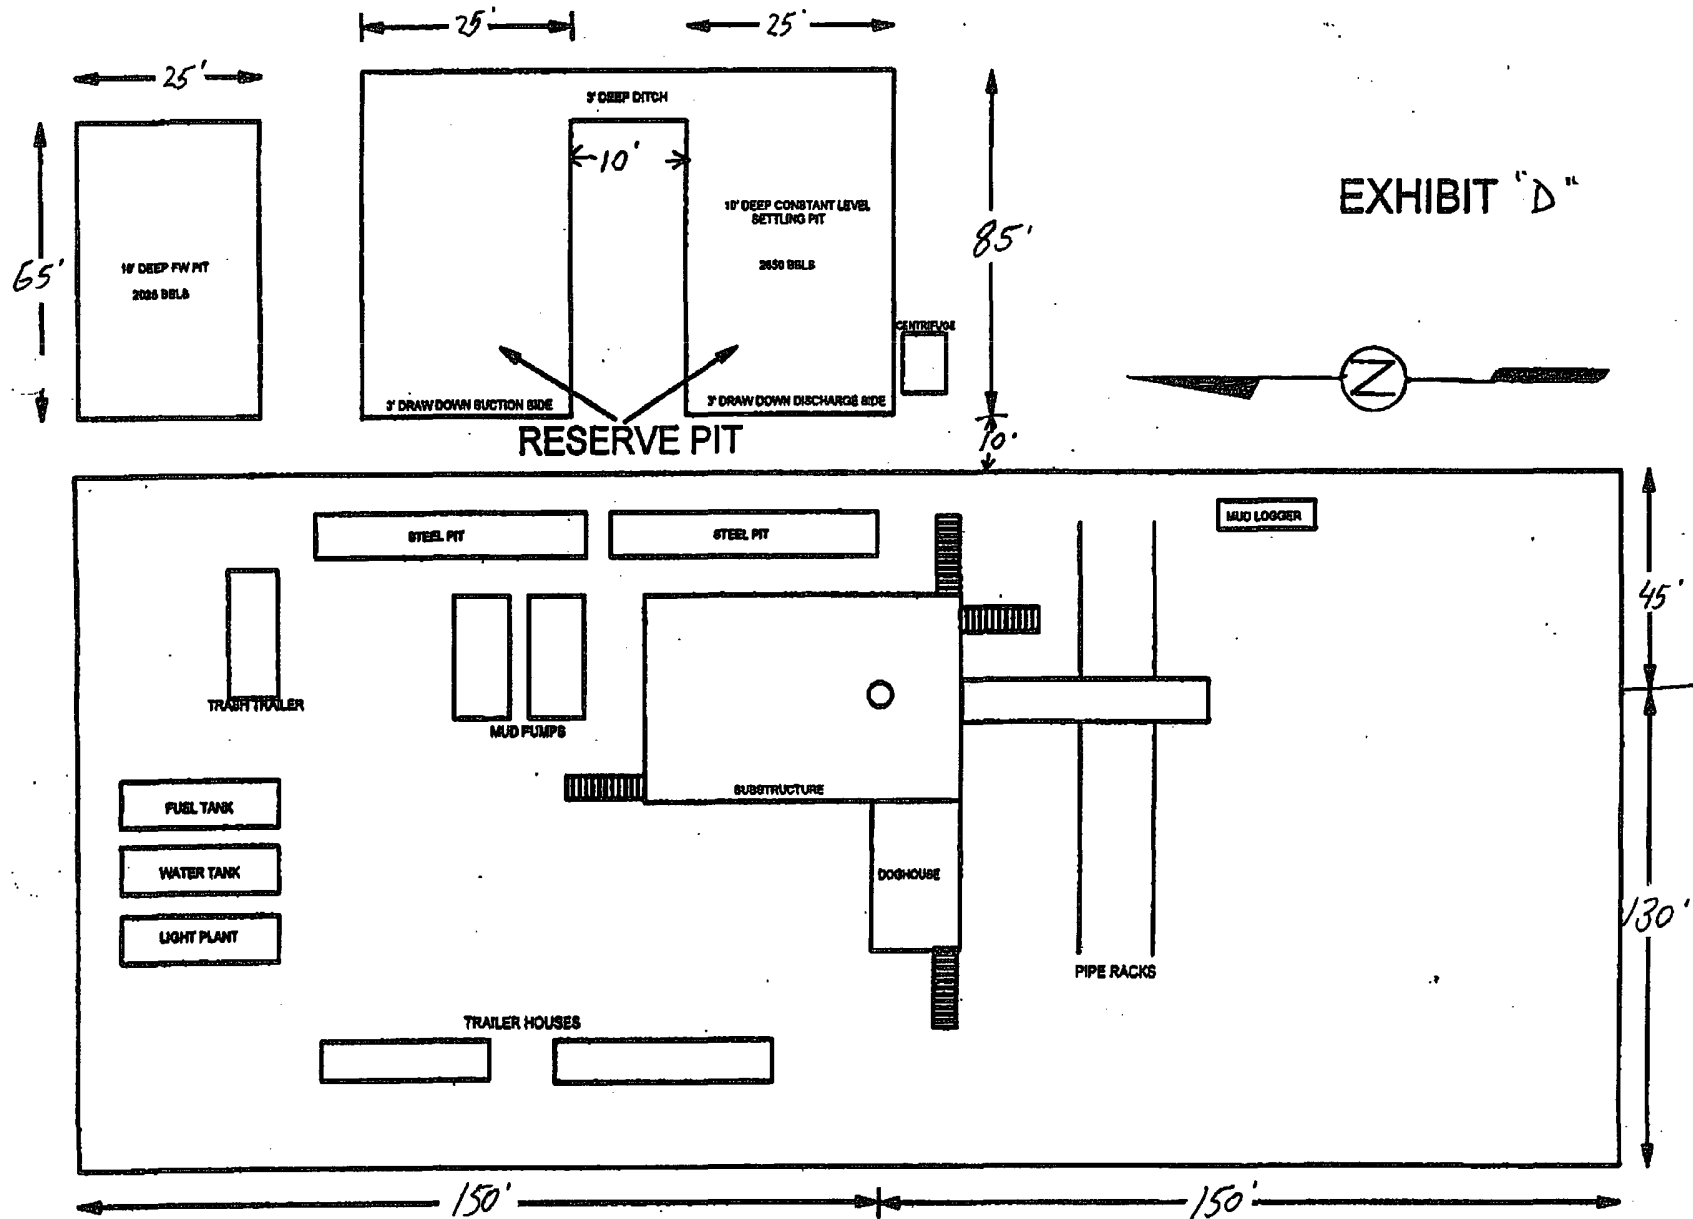 25'
25'
25'
3' DEEP DITCH
10'
EXHIBIT "D"
10' DEEP CONSTANT LEVEL
SETTLING PIT
2650 BBLS
85'
65'
10' DEEP FW PIT
2025 BBLS
CENTRIFUGE
N
3' DRAW DOWN SUCTION SIDE
3' DRAW DOWN DISCHARGE SIDE
RESERVE PIT
10'
MUD LOGGER
STEEL PIT
STEEL PIT
45'
TRASH TRAILER
MUD PUMPS
SUBSTRUCTURE
FUEL TANK
WATER TANK
DOGHOUSE
LIGHT PLANT
130'
PIPE RACKS
TRAILER HOUSES
150'
150'